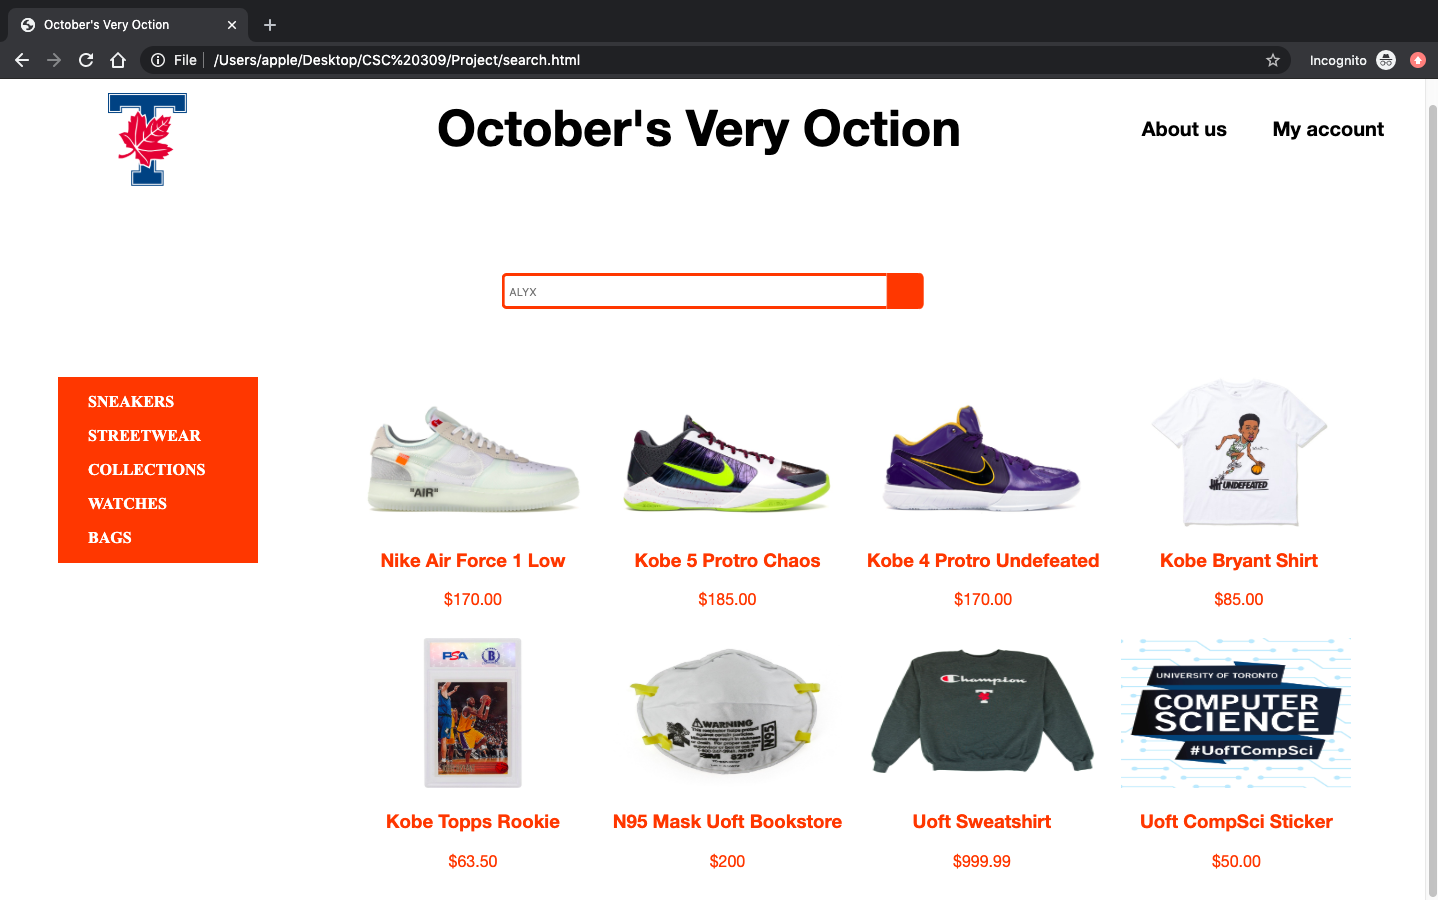 October's Very Oction
File
/Users/apple/Desktop/CSC%20309/Project/search.html
Incognito
October's Very Oction
About us
My account
ALYX
SNEAKERS
STREETWEAR
COLLECTIONS
WATCHES
BAGS
"AIR"
UNDEFEATED
Nike Air Force 1 Low
Kobe 5 Protro Chaos
Kobe 4 Protro Undefeated
Kobe Bryant Shirt
$170.00
$185.00
$170.00
$85.00
PSA
B
WARNING
N95
3M 8210
Champion
UNIVERSITY OF TORONTO
COMPUTER
SCIENCE
#UofTCompSci
Kobe Topps Rookie
N95 Mask Uoft Bookstore
Uoft Sweatshirt
Uoft CompSci Sticker
$63.50
$200
$999.99
$50.00